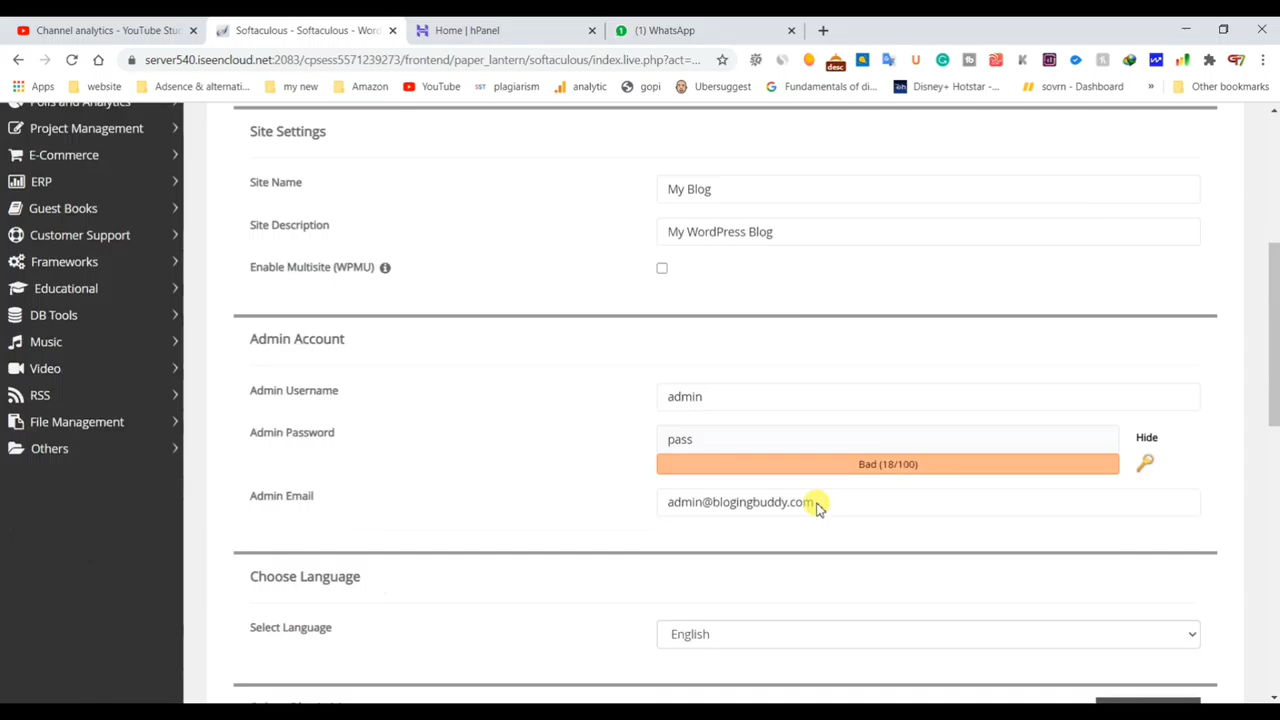 Channel analytics - YouTube Stu
Softaculous - Softaculous - Wor
Home | hPanel
(1) WhatsApp
server540.iseencloud.net:2083/cpsess5571239273/frontend/paper_lantern/softaculous/index.live.php?act=...
Apps
website
Adsence & alternati...
my new
Amazon
YouTube
plagiarism
analytic
gopi
Ubersuggest
Fundamentals of di...
Disney+ Hotstar -...
sovrn - Dashboard
»
Other bookmarks
Polls and Analytics
Project Management
E-Commerce
ERP
Guest Books
Customer Support
Frameworks
Educational
DB Tools
Music
Video
RSS
File Management
Others
Site Settings
Site Name
My Blog
Site Description
My WordPress Blog
Enable Multisite (WPMU)
Admin Account
Admin Username
admin
Admin Password
pass
Hide
Bad (18/100)
Admin Email
admin@blogingbuddy.com
Choose Language
Select Language
English